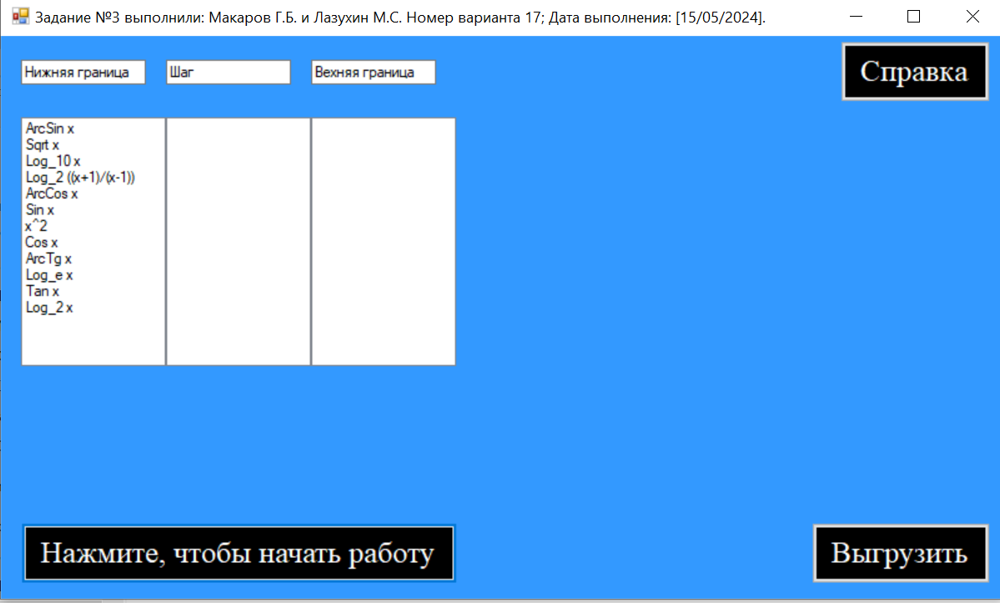 Задание №3 выполнили: Макаров Г.Б. и Лазухин М.С. Номер варианта 17; Дата выполнения: [15/05/2024].
Нижняя граница
Шаг
Вехняя граница
Справка
ArcSin x
Sqrt x
Log_10 x
Log_2 ((x+1)/(x-1))
ArcCos x
Sin x
x^2
Cos x
ArcTg x
Log_e x
Tan x
Log_2 x
Нажмите, чтобы начать работу
Выгрузить